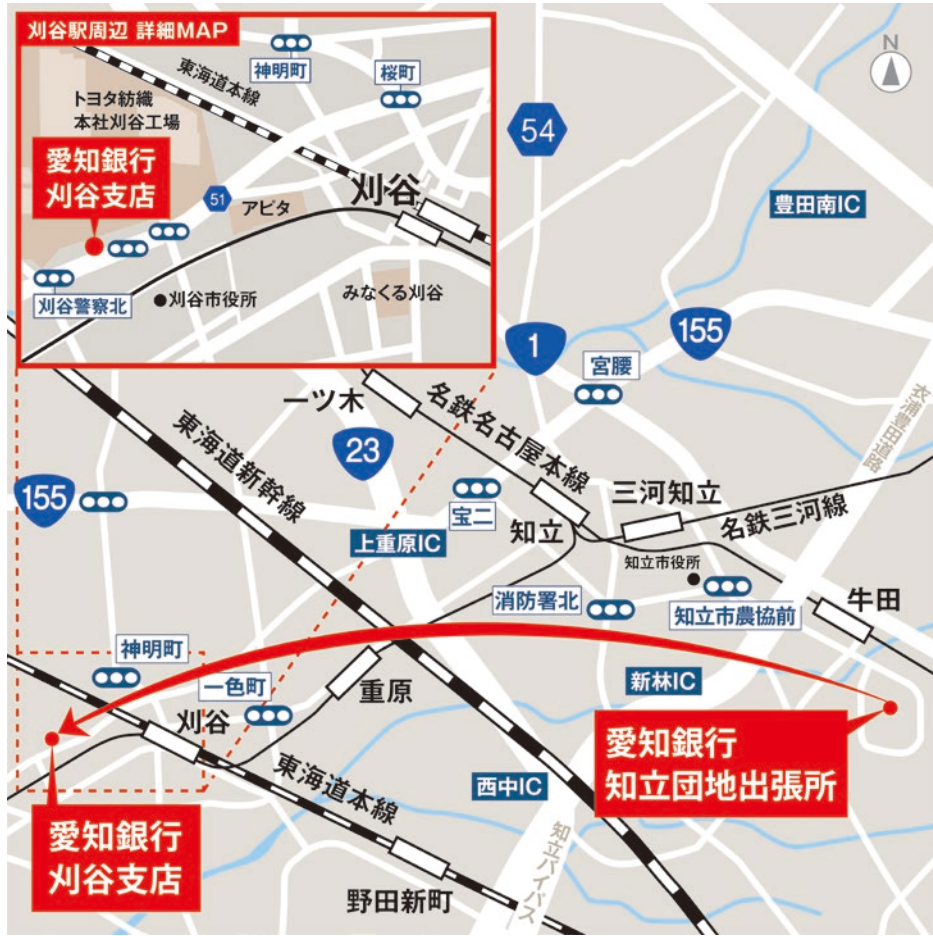 刈谷駅周辺 詳細MAP
神明町
桜町
東海道本線
トヨタ紡織
本社刈谷工場
愛知銀行
刈谷支店
51
アピタ
刈谷
刈谷警察北
刈谷市役所
みなくる刈谷
N
54
豊田南IC
1
155
宮腰
衣浦豊田道路
一ツ木
名鉄名古屋本線
東海道新幹線
23
155
宝二
三河知立
知立
名鉄三河線
上重原IC
知立市役所
消防署北
知立市農協前
牛田
神明町
一色町
重原
新林IC
刈谷
愛知銀行
知立団地出張所
東海道本線
西中IC
愛知銀行
刈谷支店
知立バイパス
野田新町